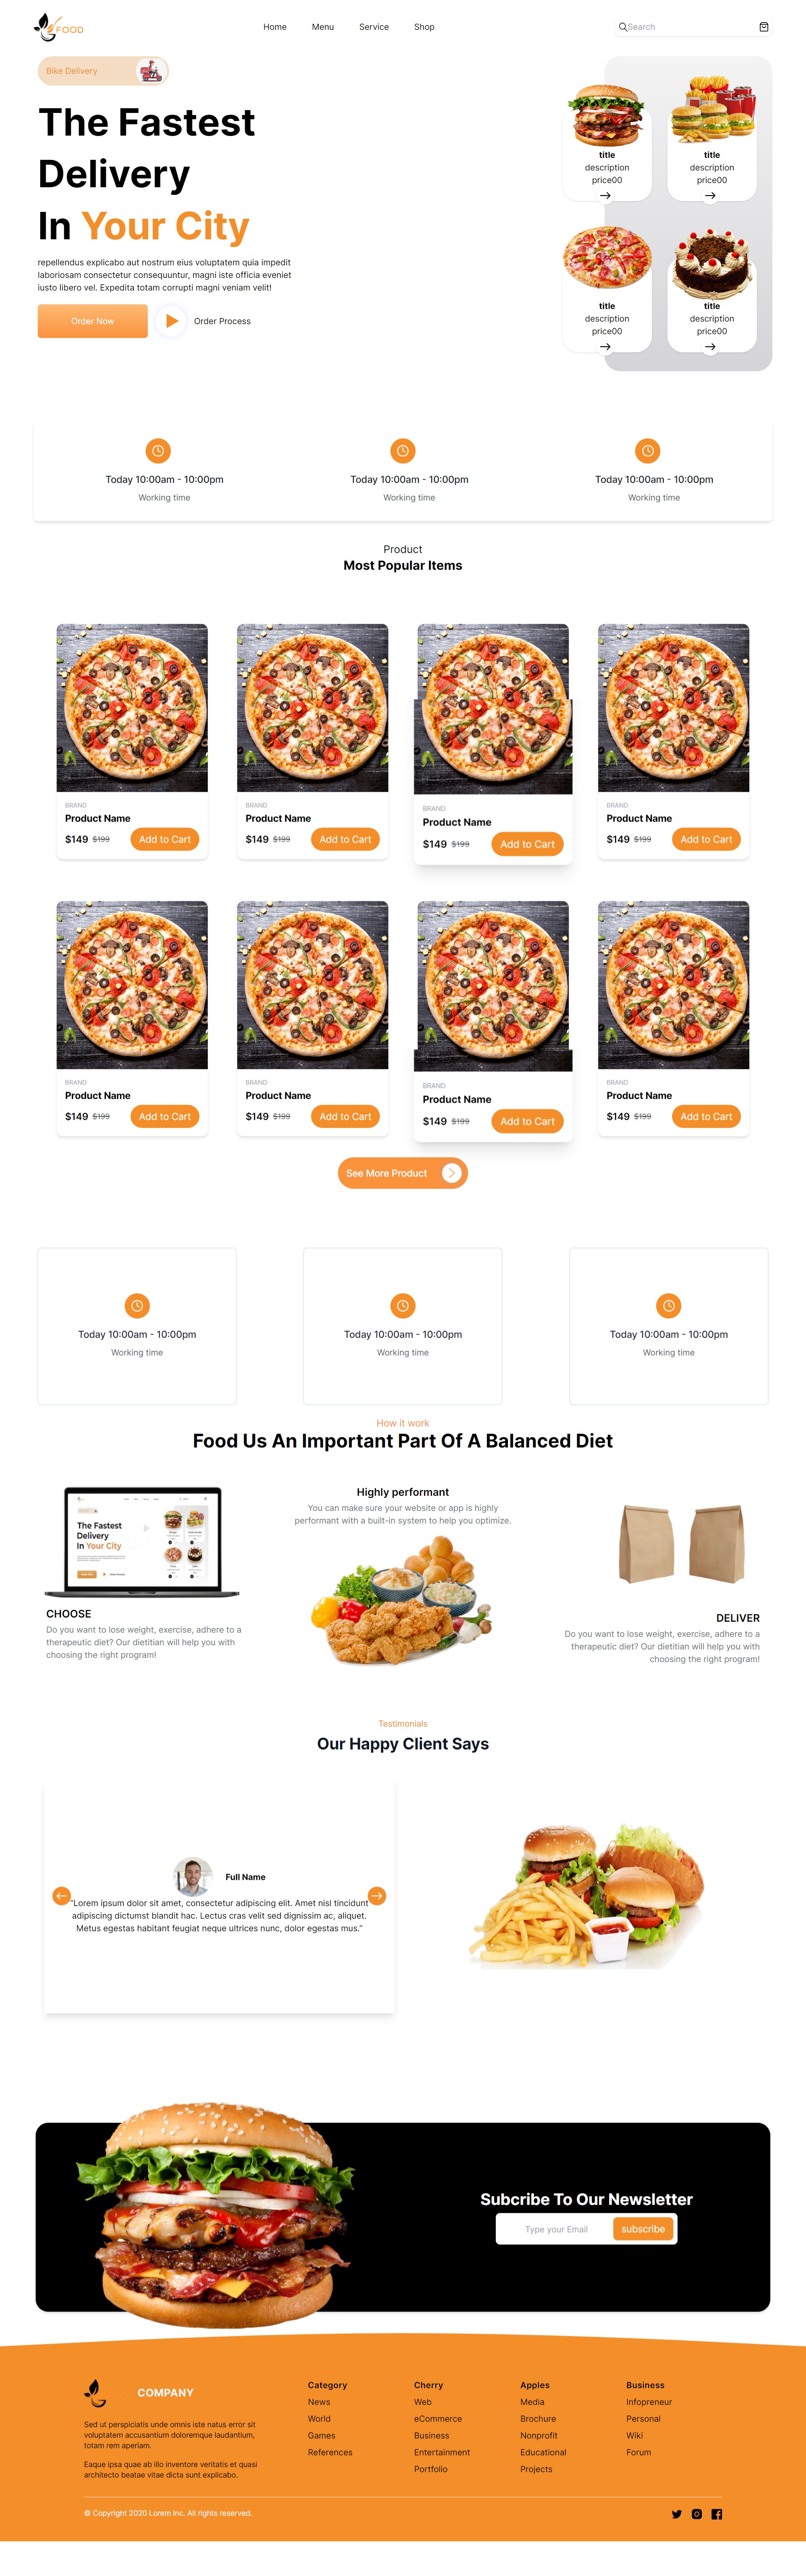 FOOD
Home
Menu
Service
Shop
Search
Bike Delivery
The Fastest
Delivery
In Your City
repellendus explicabo aut nostrum eius voluptatem quia impedit
laboriosam consectetur consequuntur, magni iste officia eveniet
iusto libero vel. Expedita totam corrupti magni veniam velit!
Order Now
Order Process
title
description
price00
title
description
price00
title
description
price00
title
description
price00
Today 10:00am - 10:00pm
Working time
Today 10:00am - 10:00pm
Working time
Today 10:00am - 10:00pm
Working time
Product
Most Popular Items
BRAND
Product Name
$149 $199 Add to Cart
BRAND
Product Name
$149 $199 Add to Cart
BRAND
Product Name
$149 $199 Add to Cart
BRAND
Product Name
$149 $199 Add to Cart
BRAND
Product Name
$149 $199 Add to Cart
BRAND
Product Name
$149 $199 Add to Cart
BRAND
Product Name
$149 $199 Add to Cart
BRAND
Product Name
$149 $199 Add to Cart
See More Product
Today 10:00am - 10:00pm
Working time
Today 10:00am - 10:00pm
Working time
Today 10:00am - 10:00pm
Working time
How it work
Food Us An Important Part Of A Balanced Diet
The Fastest
Delivery
In Your City
CHOOSE
Do you want to lose weight, exercise, adhere to a
therapeutic diet? Our dietitian will help you with
choosing the right program!
Highly performant
You can make sure your website or app is highly
performant with a built-in system to help you optimize.
DELIVER
Do you want to lose weight, exercise, adhere to a
therapeutic diet? Our dietitian will help you with
choosing the right program!
Testimonials
Our Happy Client Says
Full Name
"Lorem ipsum dolor sit amet, consectetur adipiscing elit. Amet nisl tincidunt
adipiscing dictumst blandit hac. Lectus cras velit sed dignissim ac, aliquet.
Metus egestas habitant feugiat neque ultrices nunc, dolor egestas mus."
Subcribe To Our Newsletter
Type your Email
subscribe
COMPANY
Sed ut perspiciatis unde omnis iste natus error sit
voluptatem accusantium doloremque laudantium,
totam rem aperiam.
Eaque ipsa quae ab illo inventore veritatis et quasi
architecto beatae vitae dicta sunt explicabo.
Category
News
World
Games
References
Cherry
Web
eCommerce
Business
Entertainment
Portfolio
Apples
Media
Brochure
Nonprofit
Educational
Projects
Business
Infopreneur
Personal
Wiki
Forum
© Copyright 2020 Lorem Inc. All rights reserved.